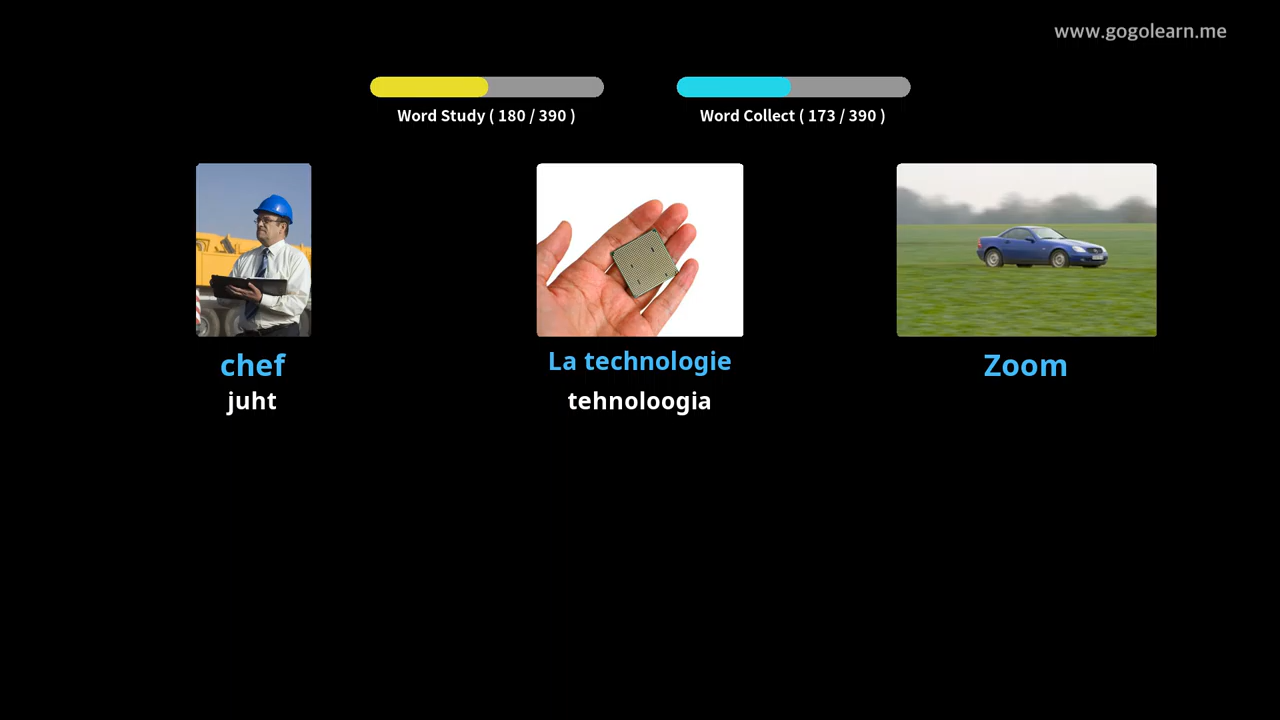 www.gogolearn.me
Word Study ( 180 / 390 )
Word Collect ( 173 / 390 )
chef
juht
La technologie
tehnoloogia
Zoom